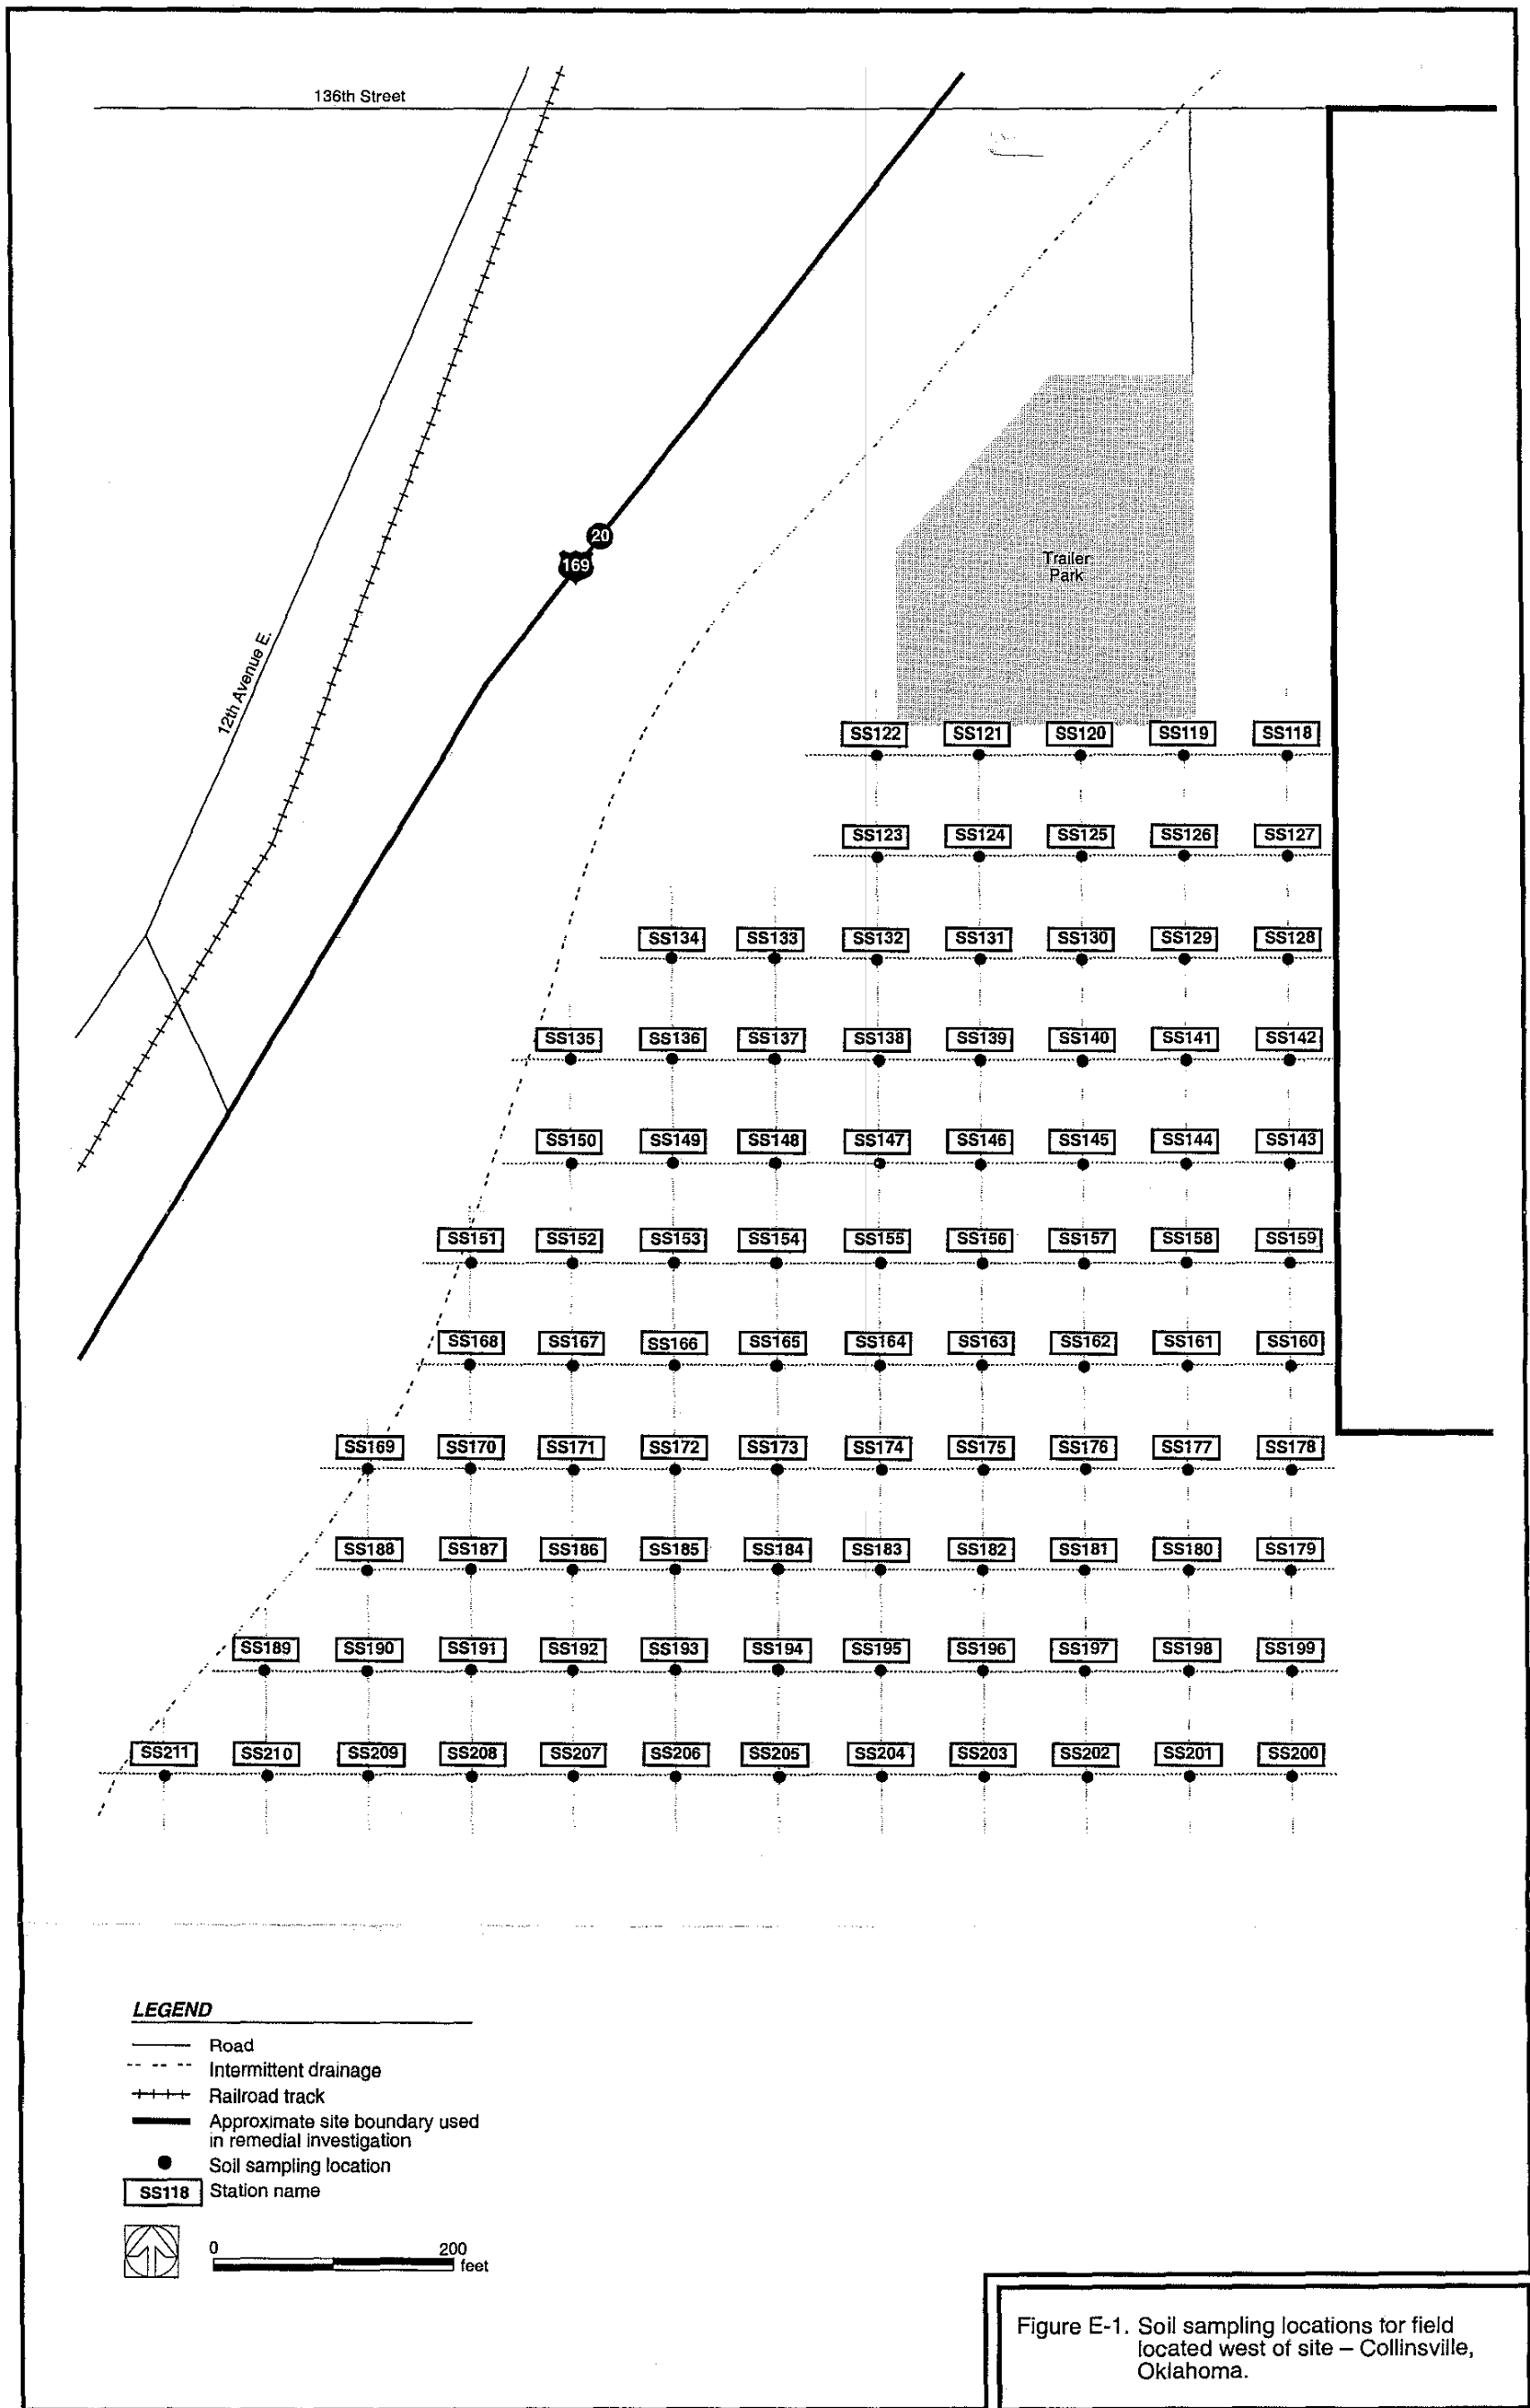 136th Street
20
169
12th Avenue E.
Trailer
Park
SS122 SS121 SS120 SS119 SS118
SS123 SS124 SS125 SS126 SS127
SS134 SS133 SS132 SS131 SS130 SS129 SS128
SS135 SS136 SS137 SS138 SS139 SS140 SS141 SS142
SS150 SS149 SS148 SS147 SS146 SS145 SS144 SS143
SS151 SS152 SS153 SS154 SS155 SS156 SS157 SS158 SS159
SS168 SS167 SS166 SS165 SS164 SS163 SS162 SS161 SS160
SS169 SS170 SS171 SS172 SS173 SS174 SS175 SS176 SS177 SS178
SS188 SS187 SS186 SS185 SS184 SS183 SS182 SS181 SS180 SS179
SS189 SS190 SS191 SS192 SS193 SS194 SS195 SS196 SS197 SS198 SS199
SS211 SS210 SS209 SS208 SS207 SS206 SS205 SS204 SS203 SS202 SS201 SS200
LEGEND
Road
Intermittent drainage
Railroad track
Approximate site boundary used
in remedial investigation
Soil sampling location
SS118 Station name
0 200
feet
Figure E-1. Soil sampling locations for field
located west of site – Collinsville,
Oklahoma.